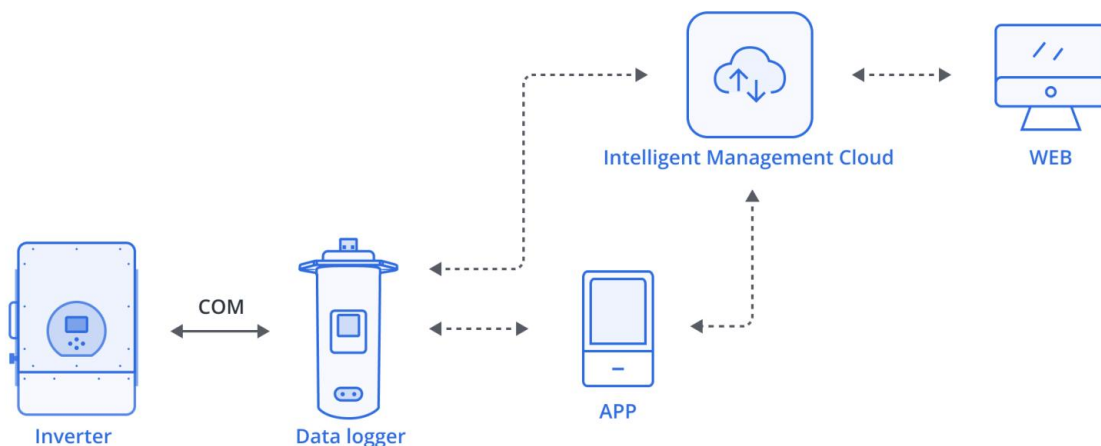 Intelligent Management Cloud
WEB
COM
APP
Inverter
Data logger